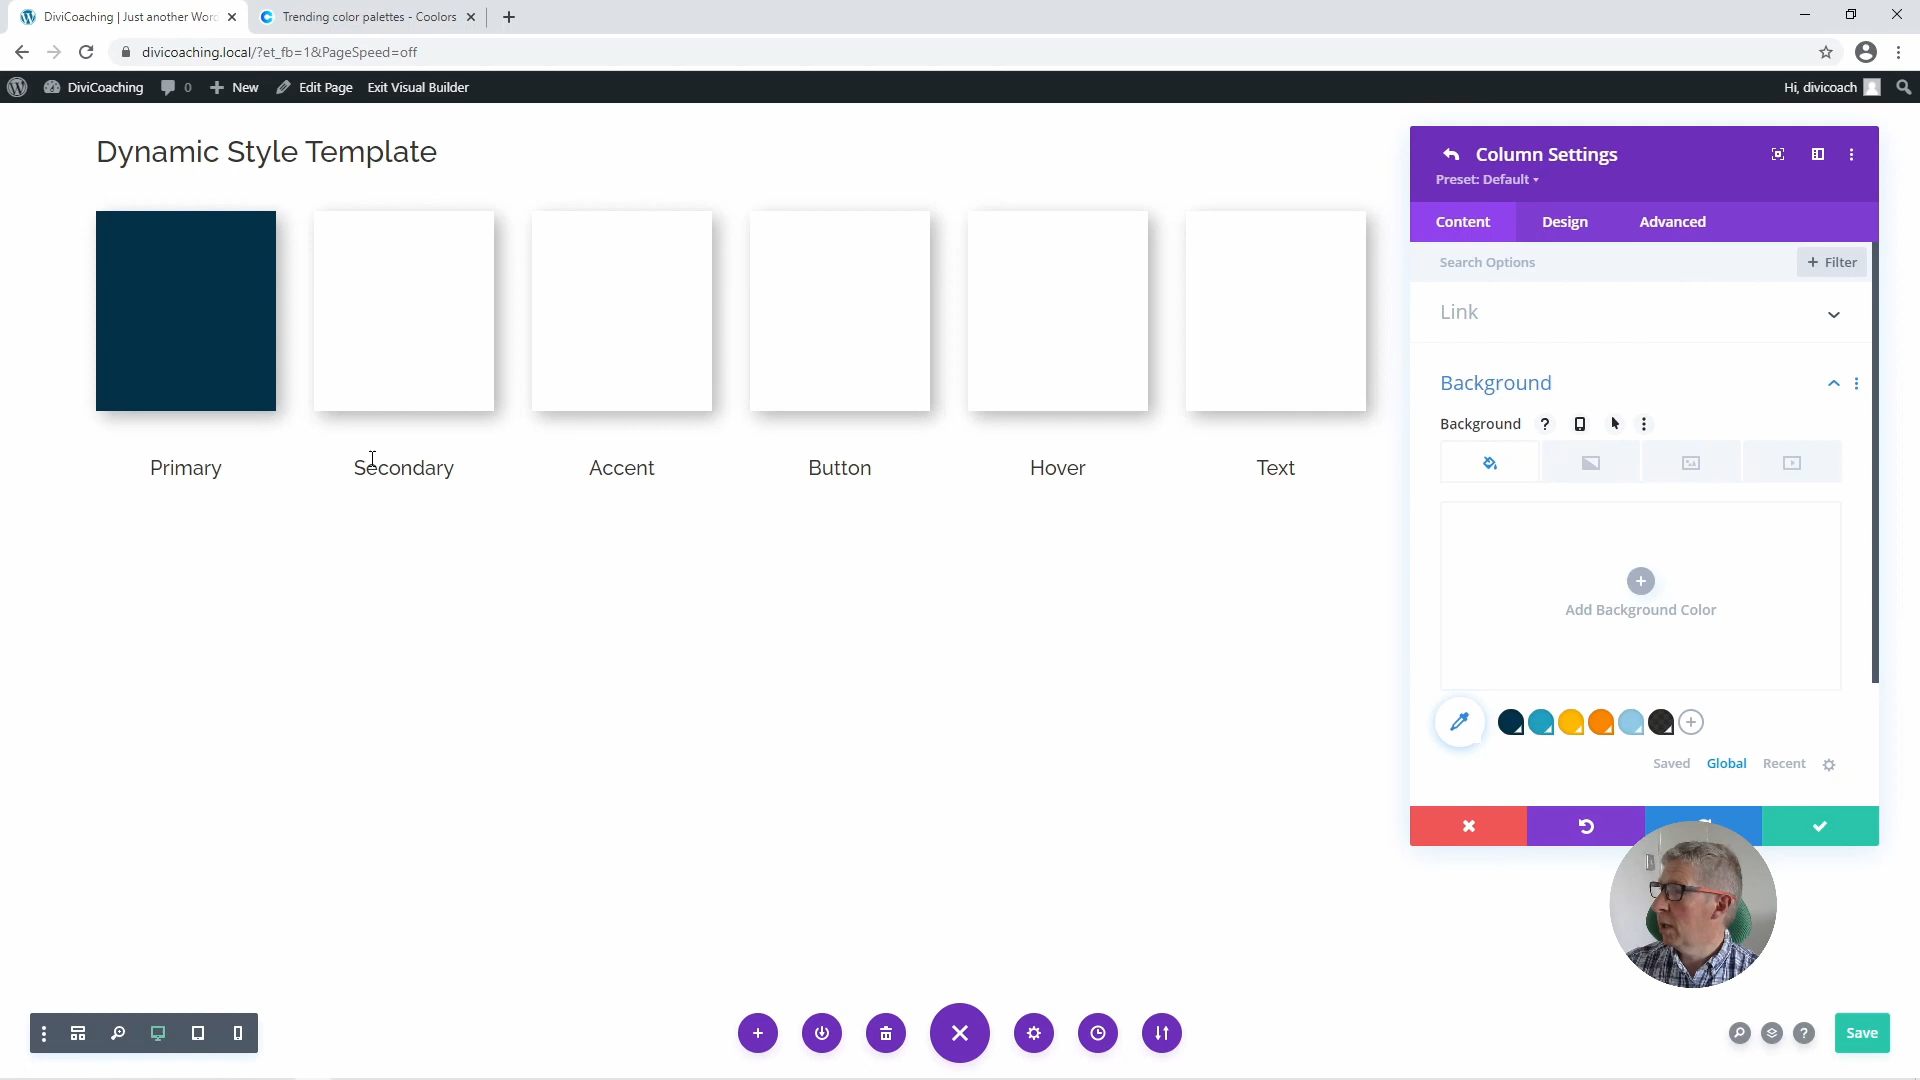 DiviCoaching | Just another Wor
Trending color palettes - Coolors
divicoaching.local/?et_fb=1&PageSpeed=off
DiviCoaching
0
New
Edit Page
Exit Visual Builder
Hi, divicoach
Dynamic Style Template
Primary
Secondary
Accent
Button
Hover
Text
Column Settings
Preset: Default
Content
Design
Advanced
Search Options
+ Filter
Link
Background
Background
?
Add Background Color
Saved
Global
Recent
?
Save